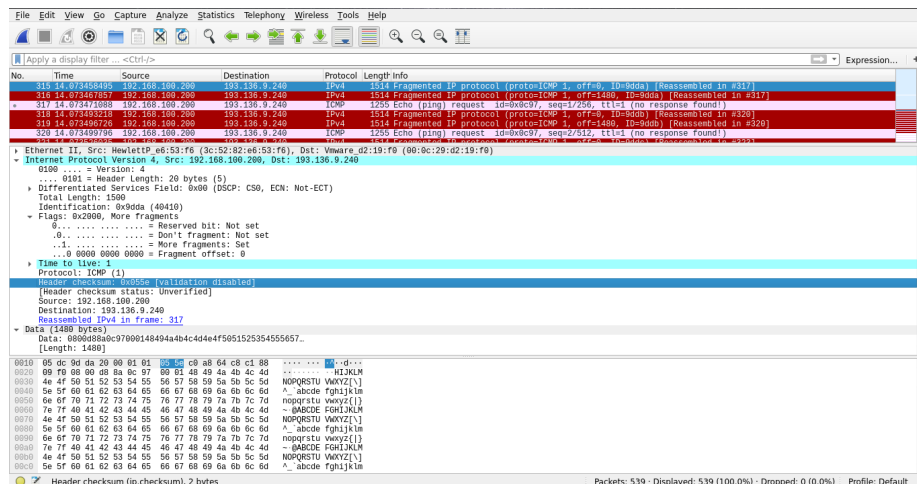 File Edit View Go Capture Analyze Statistics Telephony Wireless Tools Help
Apply a display filter ... <Ctrl-/>
Expression...
No. Time Source Destination Protocol Length Info
315 14.073458495 192.168.100.200 193.136.9.240 IPv4 1514 Fragmented IP protocol (proto=ICMP 1, off=0, ID=9dda) [Reassembled in #317]
316 14.073467857 192.168.100.200 193.136.9.240 IPv4 1514 Fragmented IP protocol (proto=ICMP 1, off=1480, ID=9dda) [Reassembled in #317]
317 14.073471088 192.168.100.200 193.136.9.240 ICMP 1255 Echo (ping) request id=0x0c97, seq=1/256, ttl=1 (no response found!)
318 14.073493218 192.168.100.200 193.136.9.240 IPv4 1514 Fragmented IP protocol (proto=ICMP 1, off=0, ID=9ddb) [Reassembled in #320]
319 14.073496726 192.168.100.200 193.136.9.240 IPv4 1514 Fragmented IP protocol (proto=ICMP 1, off=1480, ID=9ddb) [Reassembled in #320]
320 14.073499796 192.168.100.200 193.136.9.240 ICMP 1255 Echo (ping) request id=0x0c97, seq=2/512, ttl=1 (no response found!)
Ethernet II, Src: HewlettP_e6:53:f6 (3c:52:82:e6:53:f6), Dst: Vmware_d2:19:f0 (00:0c:29:d2:19:f0)
Internet Protocol Version 4, Src: 192.168.100.200, Dst: 193.136.9.240
0100 .... = Version: 4
.... 0101 = Header Length: 20 bytes (5)
Differentiated Services Field: 0x00 (DSCP: CS0, ECN: Not-ECT)
Total Length: 1500
Identification: 0x9dda (40410)
Flags: 0x2000, More fragments
0... .... .... .... = Reserved bit: Not set
.0.. .... .... .... = Don't fragment: Not set
..1. .... .... .... = More fragments: Set
...0 0000 0000 0000 = Fragment offset: 0
Time to live: 1
Protocol: ICMP (1)
Header checksum: 0x055e [validation disabled]
[Header checksum status: Unverified]
Source: 192.168.100.200
Destination: 193.136.9.240
Reassembled IPv4 in frame: 317
Data (1480 bytes)
Data: 0800d88a0c97000148494a4b4c4d4e4f5051525354555657…
[Length: 1480]
0010 05 dc 9d da 20 00 01 01 05 5e c0 a8 64 c8 c1 88 ···· ··· ·^··d···
0020 09 f0 08 00 d8 8a 0c 97 00 01 48 49 4a 4b 4c 4d ········ ··HIJKLM
0030 4e 4f 50 51 52 53 54 55 56 57 58 59 5a 5b 5c 5d NOPQRSTU VWXYZ[\]
0040 5e 5f 60 61 62 63 64 65 66 67 68 69 6a 6b 6c 6d ^_`abcde fghijklm
0050 6e 6f 70 71 72 73 74 75 76 77 78 79 7a 7b 7c 7d nopqrstu vwxyz{|}
0060 7e 7f 40 41 42 43 44 45 46 47 48 49 4a 4b 4c 4d ~·@ABCDE FGHIJKLM
0070 4e 4f 50 51 52 53 54 55 56 57 58 59 5a 5b 5c 5d NOPQRSTU VWXYZ[\]
0080 5e 5f 60 61 62 63 64 65 66 67 68 69 6a 6b 6c 6d ^_`abcde fghijklm
0090 6e 6f 70 71 72 73 74 75 76 77 78 79 7a 7b 7c 7d nopqrstu vwxyz{|}
00a0 7e 7f 40 41 42 43 44 45 46 47 48 49 4a 4b 4c 4d ~·@ABCDE FGHIJKLM
00b0 4e 4f 50 51 52 53 54 55 56 57 58 59 5a 5b 5c 5d NOPQRSTU VWXYZ[\]
00c0 5e 5f 60 61 62 63 64 65 66 67 68 69 6a 6b 6c 6d ^_`abcde fghijklm
Header checksum (ip.checksum), 2 bytes
Packets: 539 · Displayed: 539 (100.0%) · Dropped: 0 (0.0%) Profile: Default